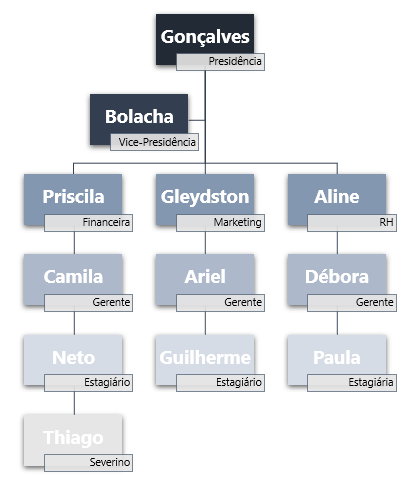 Gonçalves
Presidência
Bolacha
Vice-Presidência
Priscila
Financeira
Gleydston
Marketing
Aline
RH
Camila
Gerente
Ariel
Gerente
Débora
Gerente
Neto
Estagiário
Guilherme
Estagiário
Paula
Estagiária
Thiago
Severino